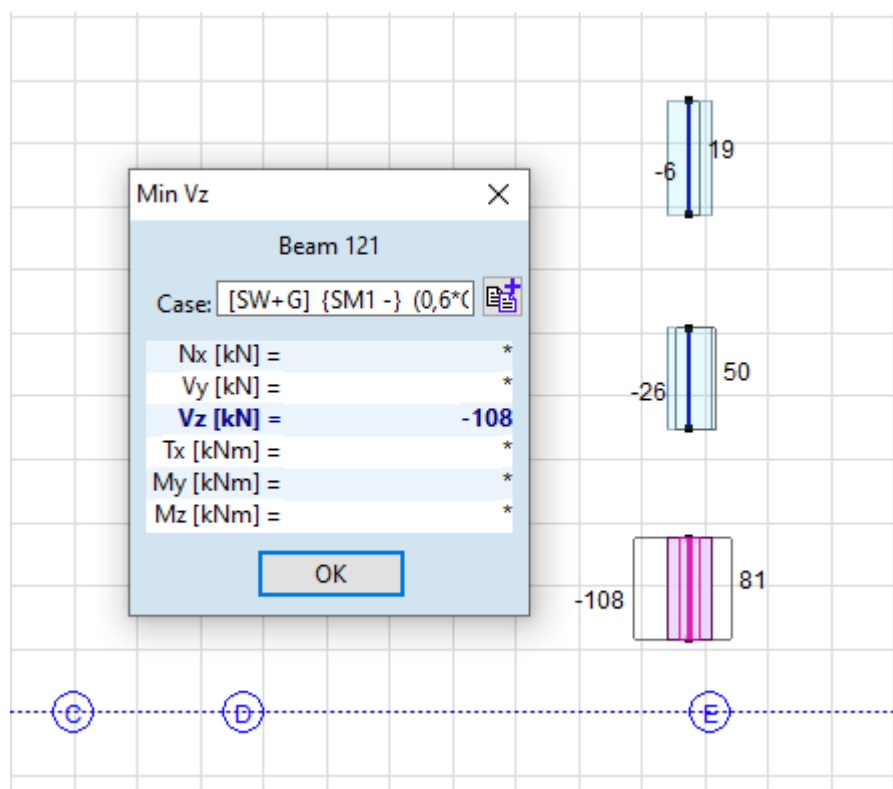 Min Vz
Beam 121
Case: [SW+G] {SM1 -} (0,6*
Nx [kN] = *
Vy [kN] = *
Vz [kN] = -108
Tx [kNm] = *
My [kNm] = *
Mz [kNm] = *
OK
-6 19
-26 50
-108 81
C D E